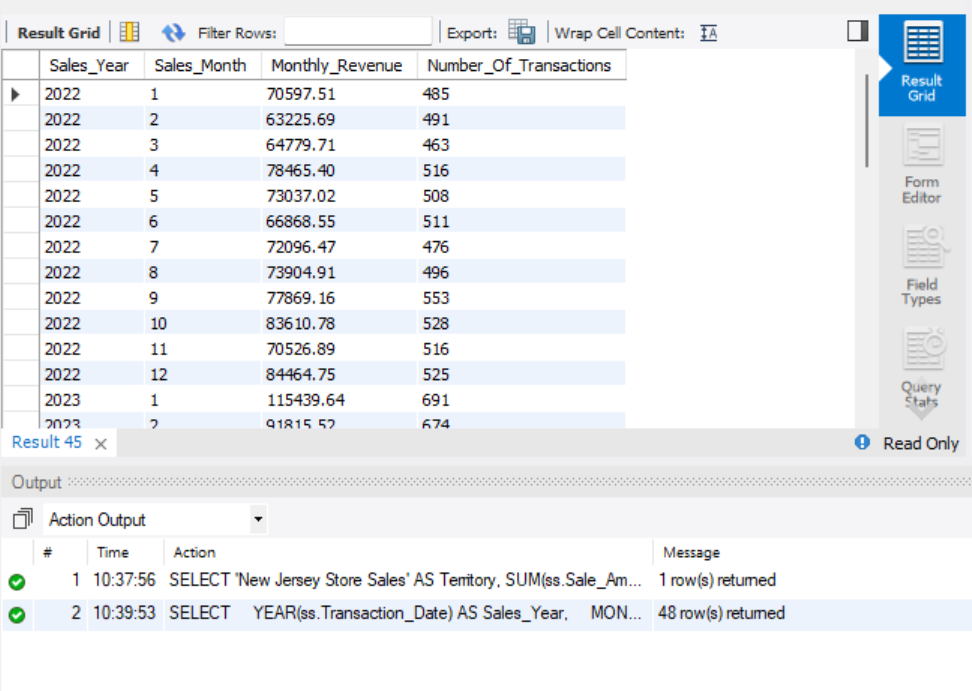 Result Grid Filter Rows: Export: Wrap Cell Content: IA
Sales_Year Sales_Month Monthly_Revenue Number_Of_Transactions
2022 1 70597.51 485
2022 2 63225.69 491
2022 3 64779.71 463
2022 4 78465.40 516
2022 5 73037.02 508
2022 6 66868.55 511
2022 7 72096.47 476
2022 8 73904.91 496
2022 9 77869.16 553
2022 10 83610.78 528
2022 11 70526.89 516
2022 12 84464.75 525
2023 1 115439.64 691
2023 2 91815.52 674
Result
Grid
Form
Editor
Field
Types
Query
Stats
Result 45 Read Only
Output
Action Output
# Time Action Message
1 10:37:56 SELECT 'New Jersey Store Sales' AS Territory, SUM(ss.Sale_Am... 1 row(s) returned
2 10:39:53 SELECT YEAR(ss.Transaction_Date) AS Sales_Year, MON... 48 row(s) returned